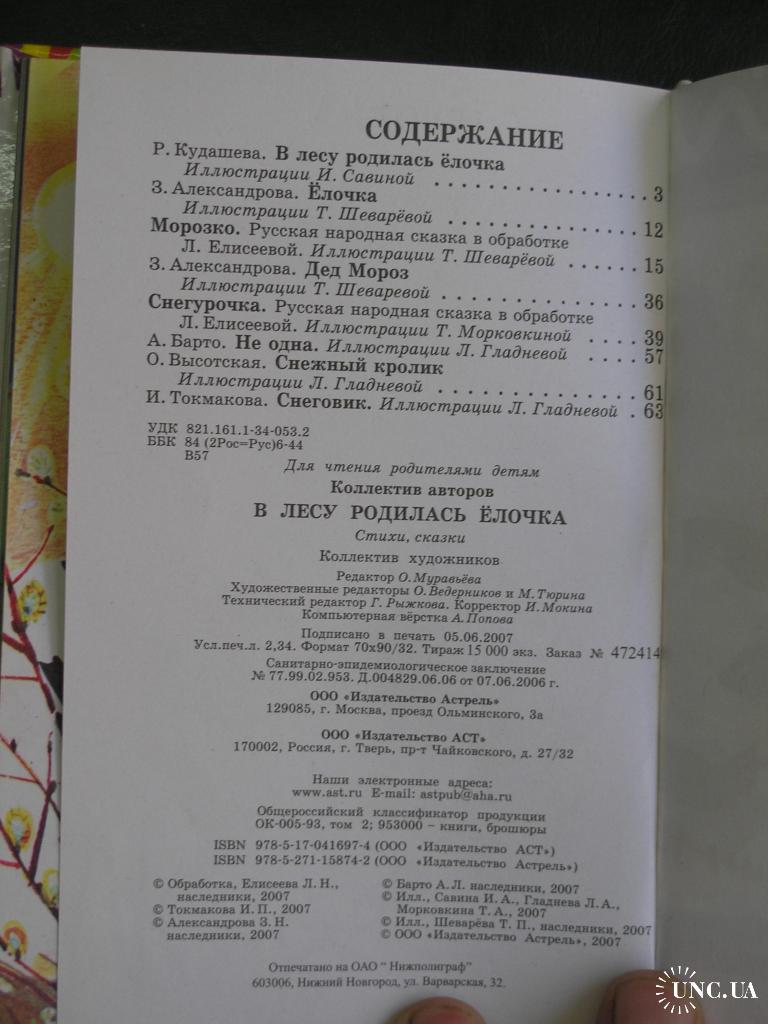 СОДЕРЖАНИЕ
Р. Кудашева. В лесу родилась ёлочка
Иллюстрации И. Савиной . . . . . . . . . . . . . . . . . . 3
З. Александрова. Ёлочка
Иллюстрации Т. Шеварёвой . . . . . . . . . . . . . . . . 12
Морозко. Русская народная сказка в обработке
Л. Елисеевой. Иллюстрации Т. Шеварёвой . . . . . . 15
З. Александрова. Дед Мороз
Иллюстрации Т. Шеваревой . . . . . . . . . . . . . . . . 36
Снегурочка. Русская народная сказка в обработке
Л. Елисеевой. Иллюстрации Т. Морковкиной . . . . 39
А. Барто. Не одна. Иллюстрации Л. Гладневой . . . . 57
О. Высотская. Снежный кролик
Иллюстрации Л. Гладневой . . . . . . . . . . . . . . . . 61
И. Токмакова. Снеговик. Иллюстрации Л. Гладневой . 63
УДК 821.161.1-34-053.2
ББК 84 (2Рос=Рус)6-44
В57
Для чтения родителями детям
Коллектив авторов
В ЛЕСУ РОДИЛАСЬ ЁЛОЧКА
Стихи, сказки
Коллектив художников
Редактор О. Муравьёва
Художественные редакторы О. Ведерников и М. Тюрина
Технический редактор Г. Рыжкова. Корректор И. Мокина
Компьютерная вёрстка А. Попова
Подписано в печать 05.06.2007
Усл.печ.л. 2,34. Формат 70х90/32. Тираж 15 000 экз. Заказ № 472414
Санитарно-эпидемиологическое заключение
№ 77.99.02.953. Д.004829.06.06 от 07.06.2006 г.
ООО «Издательство Астрель»
129085, г. Москва, проезд Ольминского, 3а
ООО «Издательство АСТ»
170002, Россия, г. Тверь, пр-т Чайковского, д. 27/32
Наши электронные адреса:
www.ast.ru E-mail: astpub@aha.ru
Общероссийский классификатор продукции
ОК-005-93, том 2; 953000 – книги, брошюры
ISBN 978-5-17-041697-4 (ООО «Издательство АСТ»)
ISBN 978-5-271-15874-2 (ООО «Издательство Астрель»)
© Обработка, Елисеева Л. Н.,
наследники, 2007
© Токмакова И. П., 2007
© Александрова З. Н.
наследники, 2007
© Барто А.Л. наследники, 2007
© Илл., Савина И. А., Гладнева Л. А.,
Морковкина Т. А., 2007
© Илл., Шеварёва Т. П., наследники, 2007
© ООО «Издательство Астрель», 2007
Отпечатано на ОАО " Нижполиграф"
603006, Нижний Новгород, ул. Варварская, 32.
UNC.UA